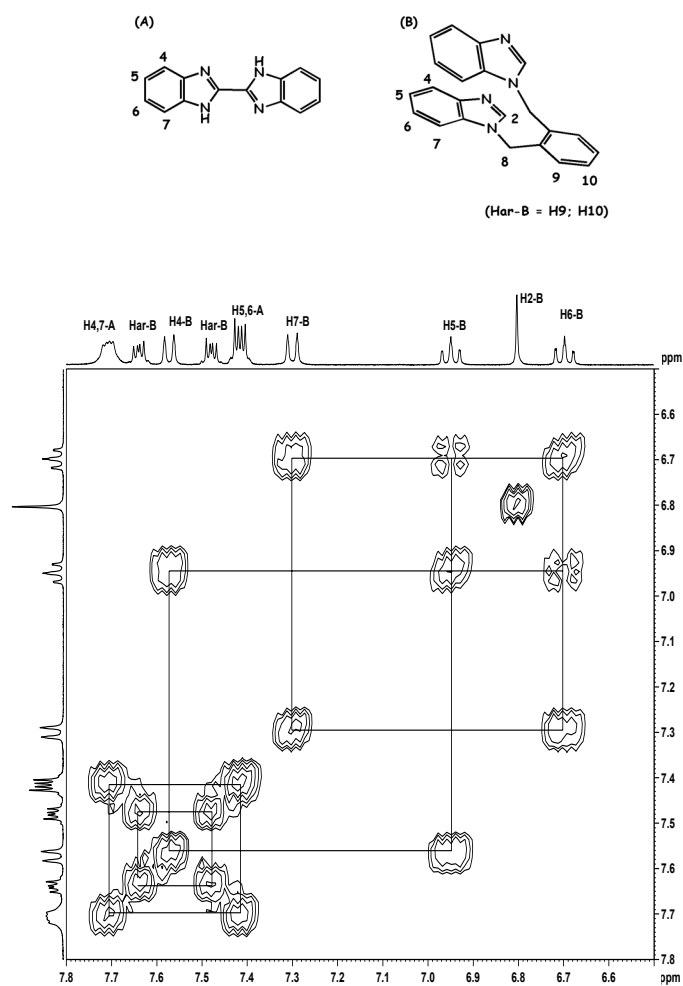 (A)
(B)
H
N
N
N
N
H
4
5
6
7
N
N
N
N
4
5
6
7
2
8
9
10
(Har-B = H9; H10)
H4,7-A
Har-B
H4-B
Har-B
H5,6-A
H7-B
H5-B
H2-B
H6-B
ppm
6.6
6.7
6.8
6.9
7.0
7.1
7.2
7.3
7.4
7.5
7.6
7.7
7.8
7.8 7.7 7.6 7.5 7.4 7.3 7.2 7.1 7.0 6.9 6.8 6.7 6.6 ppm